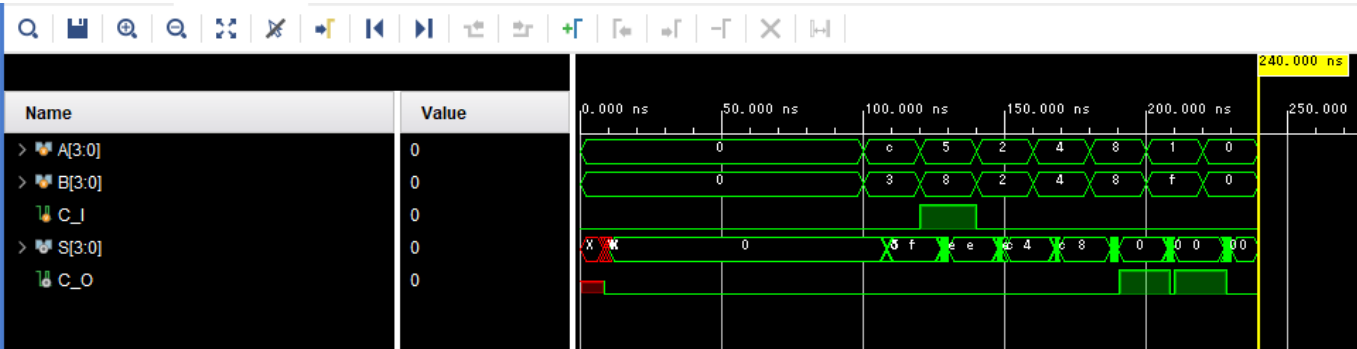 240.000 ns
Name Value 0.000 ns 50.000 ns 100.000 ns 150.000 ns 200.000 ns 250.000
A[3:0] 0 0 c 5 2 4 8 1 0
B[3:0] 0 0 3 8 2 4 8 f 0
C_I 0
S[3:0] 0 X 0 f e e 4 c 8 0 0 0 0 0
C_O 0